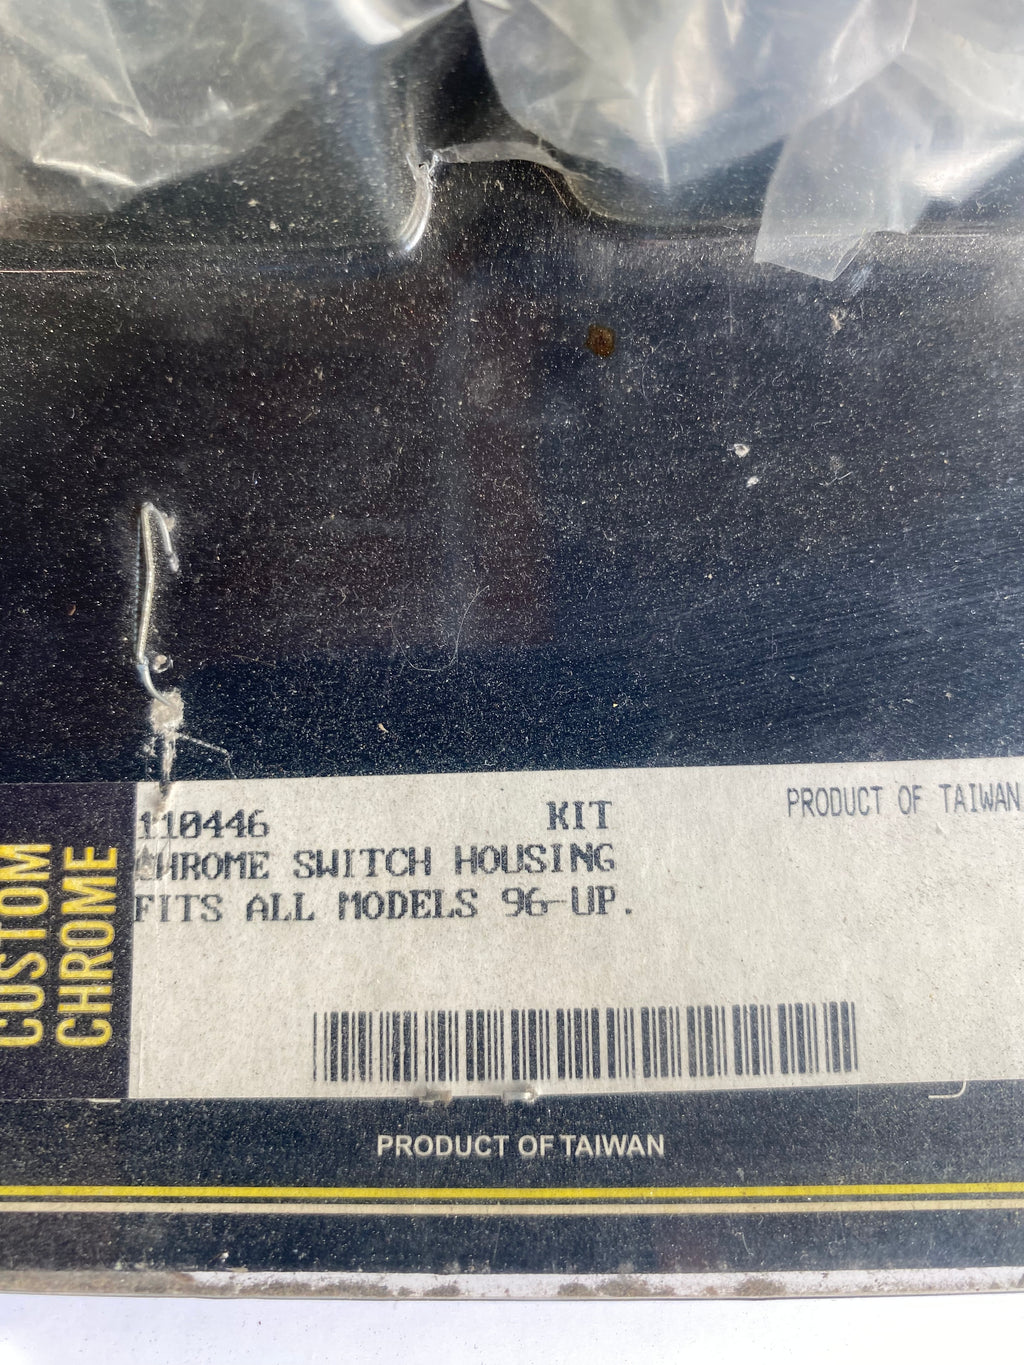 110446 KIT PRODUCT OF TAIWAN
CHROME SWITCH HOUSING
FITS ALL MODELS 96-UP.
CUSTOM
CHROME
PRODUCT OF TAIWAN